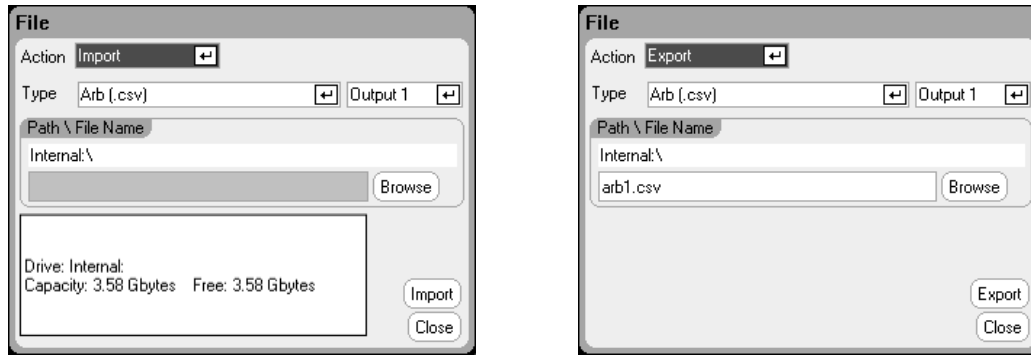 File
Action Import
Type Arb (.csv) Output 1
Path \ File Name
Internal:\
Browse
Drive: Internal:
Capacity: 3.58 Gbytes Free: 3.58 Gbytes
Import
Close
File
Action Export
Type Arb (.csv) Output 1
Path \ File Name
Internal:\
arb1.csv Browse
Export
Close